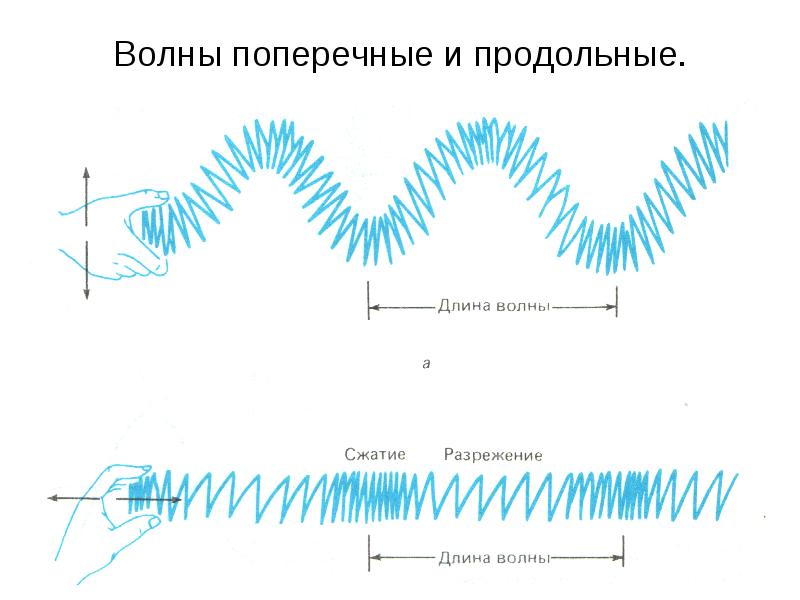 Волны поперечные и продольные.
Длина волны
а
Сжатие Разрежение
Длина волны